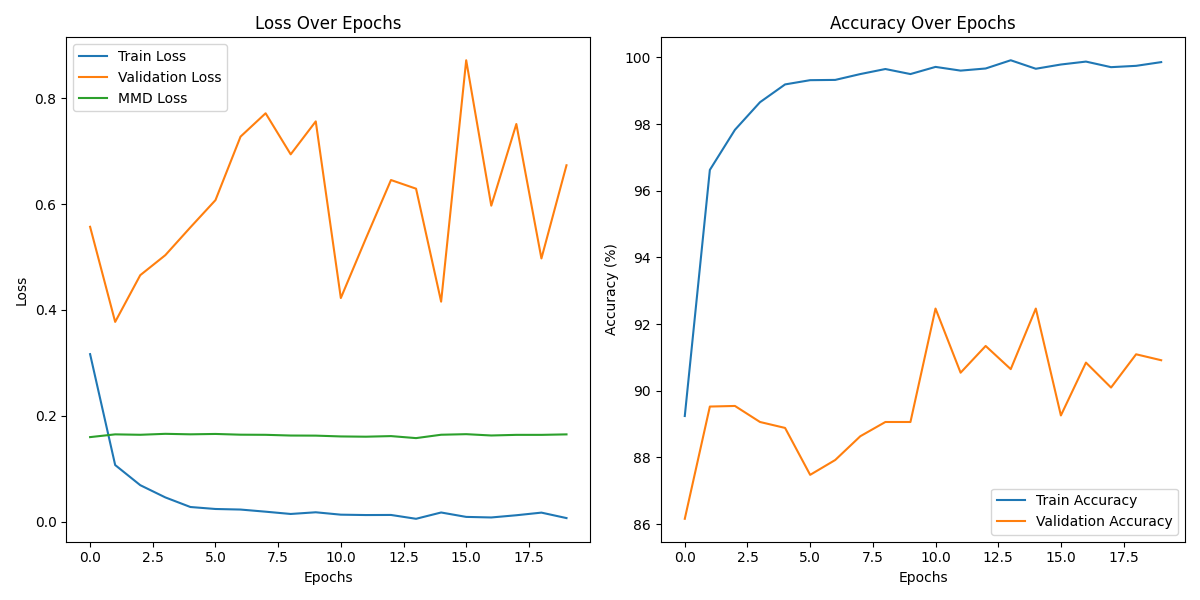 Loss Over Epochs
Train Loss
Validation Loss
MMD Loss
Loss
0.8
0.6
0.4
0.2
0.0
0.0 2.5 5.0 7.5 10.0 12.5 15.0 17.5
Epochs
Accuracy Over Epochs
Accuracy (%)
100
98
96
94
92
90
88
86
Train Accuracy
Validation Accuracy
0.0 2.5 5.0 7.5 10.0 12.5 15.0 17.5
Epochs